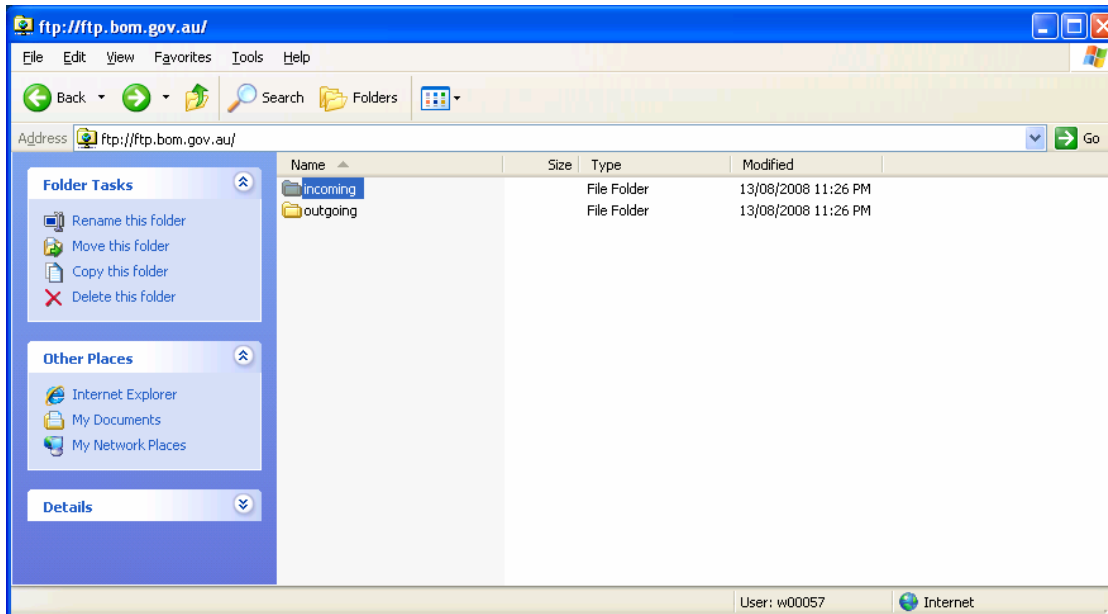 ftp://ftp.bom.gov.au/
File Edit View Favorites Tools Help
Back Search Folders
Address ftp://ftp.bom.gov.au/ Go
Name Size Type Modified
Folder Tasks
incoming File Folder 13/08/2008 11:26 PM
outgoing File Folder 13/08/2008 11:26 PM
Rename this folder
Move this folder
Copy this folder
Delete this folder
Other Places
Internet Explorer
My Documents
My Network Places
Details
User: w00057 Internet